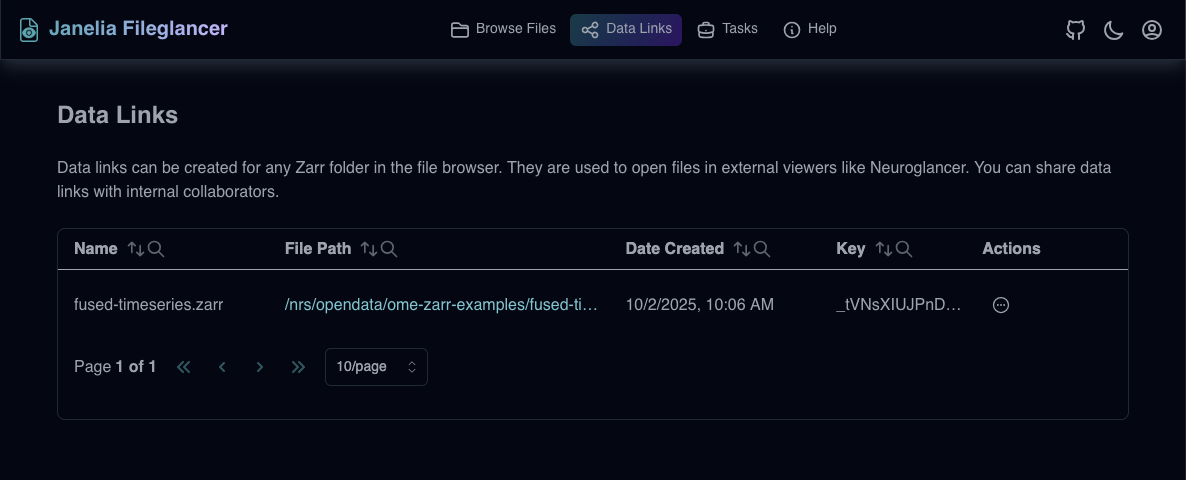 Janelia Fileglancer
Browse Files
Data Links
Tasks
Help
Data Links
Data links can be created for any Zarr folder in the file browser. They are used to open files in external viewers like Neuroglancer. You can share data
links with internal collaborators.
Name File Path Date Created Key Actions
fused-timeseries.zarr /nrs/opendata/ome-zarr-examples/fused-ti… 10/2/2025, 10:06 AM _tVNsXIUJPnD…
Page 1 of 1 10/page